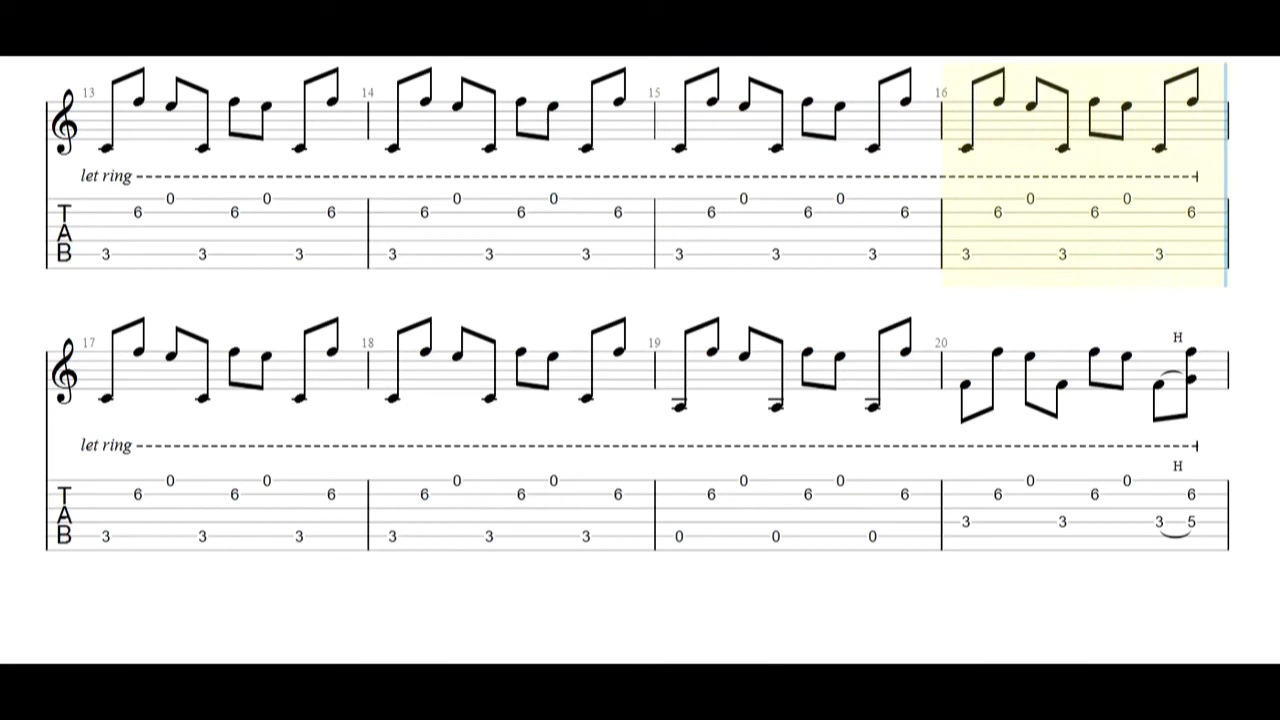 13 14 15 16
let ring
0 0 0 0 0 0 0 0
T 6 6 6 6 6 6 6 6 6 6 6 6
A
B 3 3 3 3 3 3 3 3 3 3 3 3
17 18 19 20 H
let ring H
0 0 0 0 0 0 0 0
T 6 6 6 6 6 6 6 6 6 6 6 6
A 3 3 3 5
B 3 3 3 3 3 3 0 0 0